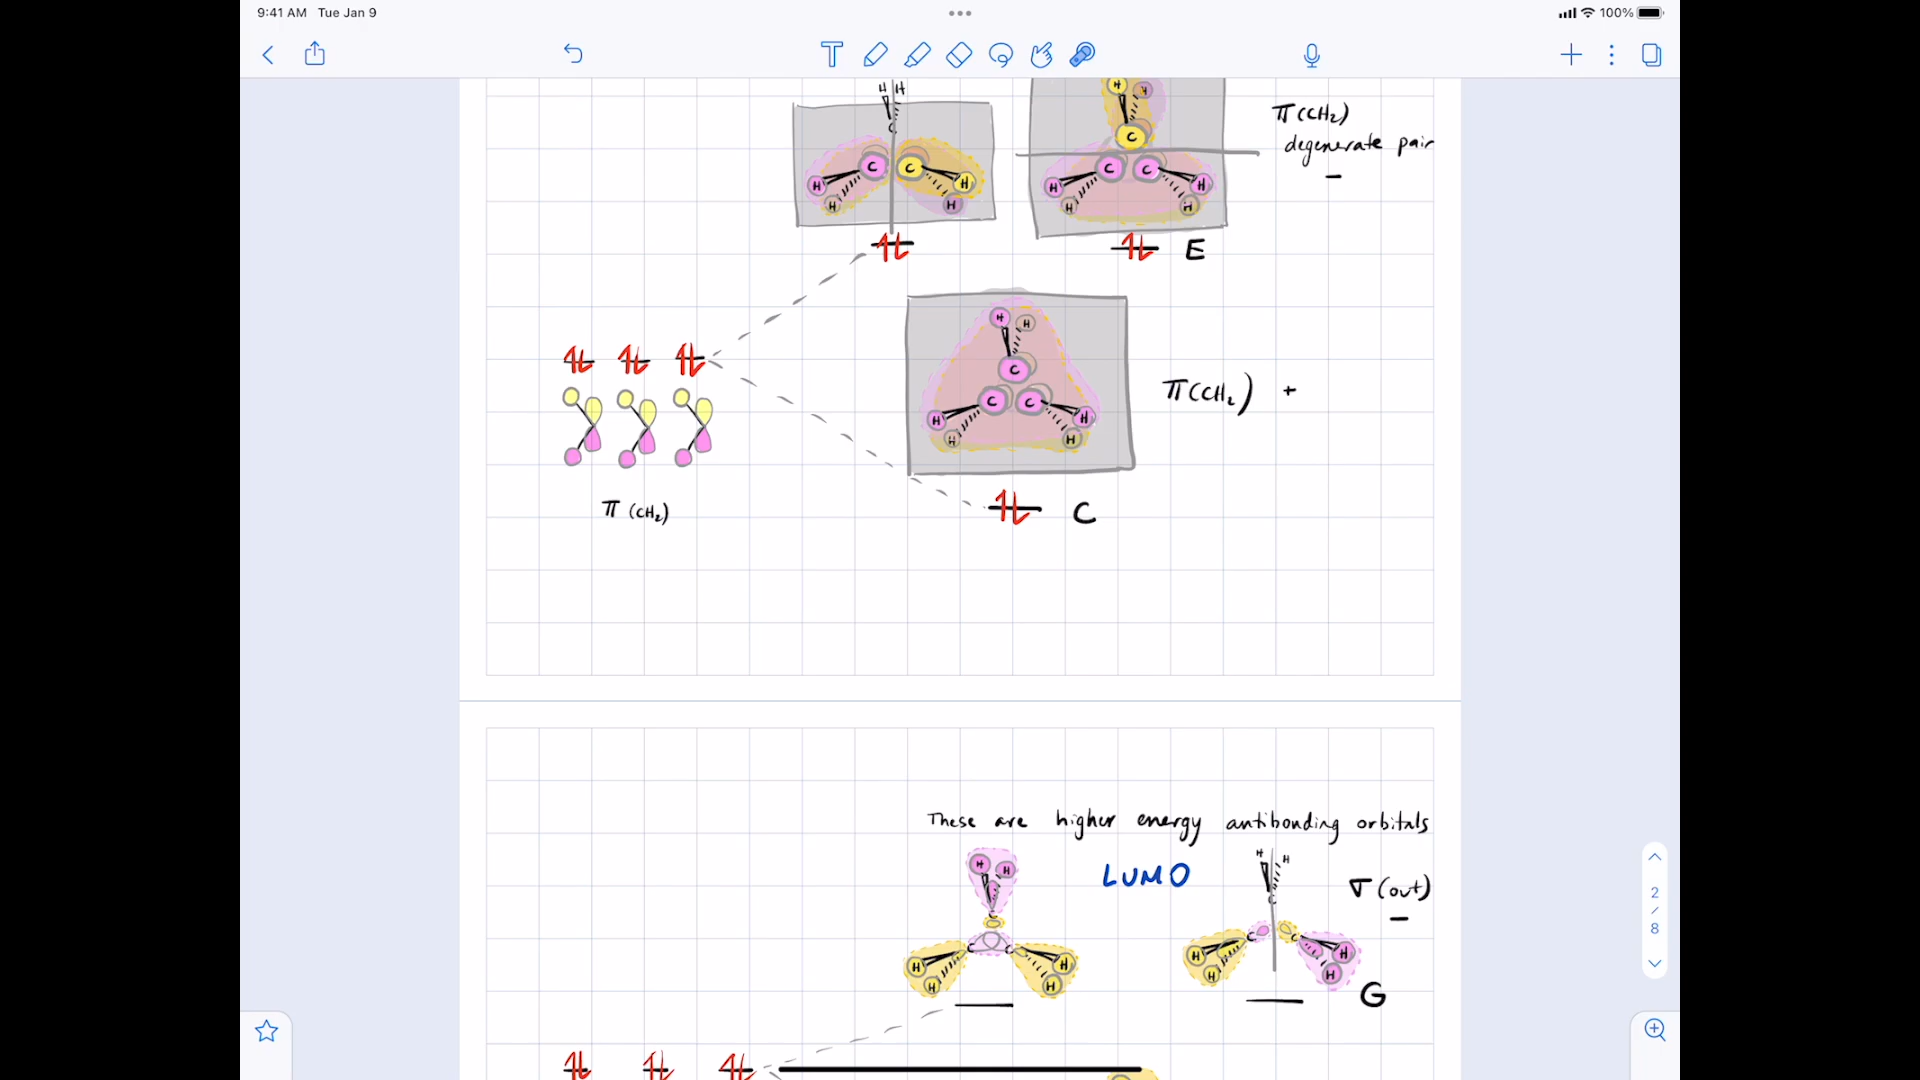 9:41 AM Tue Jan 9
100%
H H
C
C C
H H
H H
H H
C
C C
H H
H H
π(CH₂)
degenerate pair
–
E
H H
C
C C
H H
H H
π(CH₂) +
C
π (CH₂)
These are higher energy antibonding orbitals
LUMO
σ (out)
–
H H
C
C C
H H
H H
H H
C
C C
H H
H H
G
2
/
8